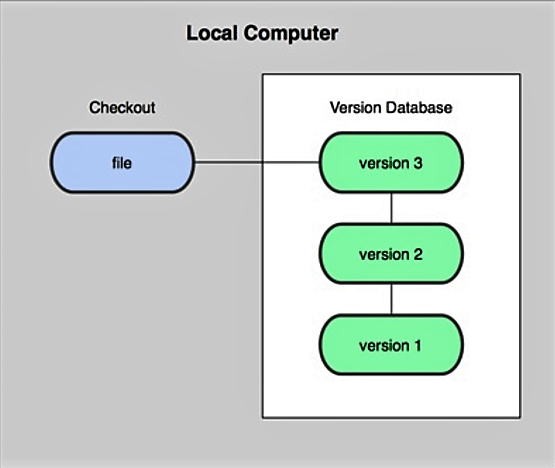 Local Computer
Checkout
Version Database
file
version 3
version 2
version 1